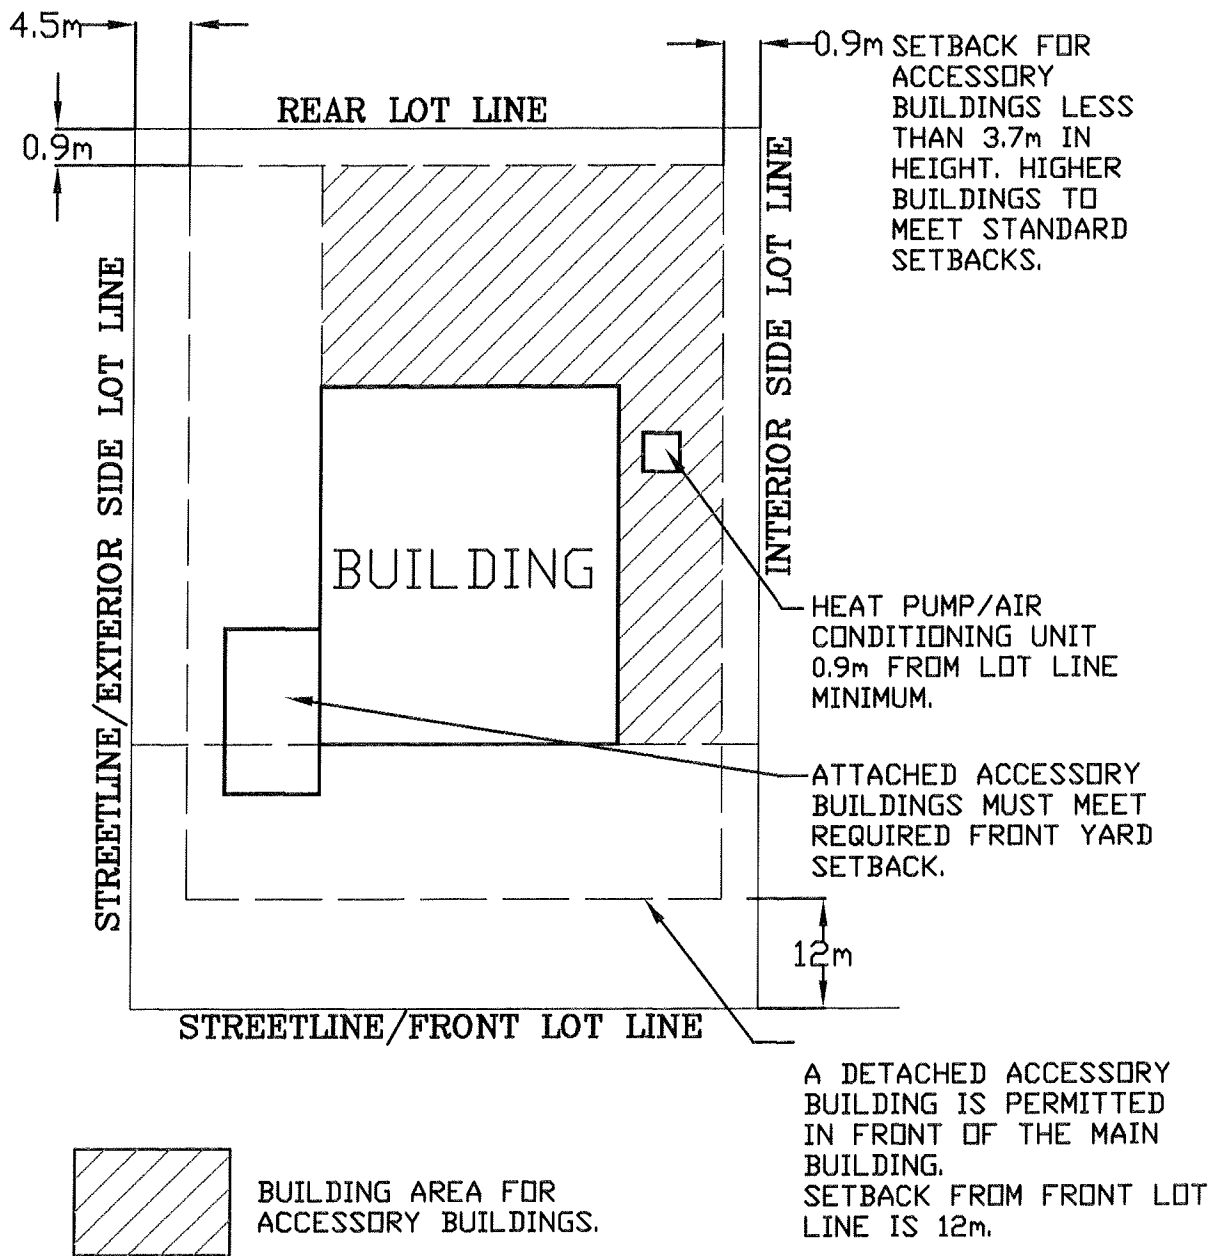 4.5m
0.9m
REAR LOT LINE
0.9m
SETBACK FOR
ACCESSORY
BUILDINGS LESS
THAN 3.7m IN
HEIGHT. HIGHER
BUILDINGS TO
MEET STANDARD
SETBACKS.
STREETLINE/EXTERIOR SIDE LOT LINE
INTERIOR SIDE LOT LINE
BUILDING
HEAT PUMP/AIR
CONDITIONING UNIT
0.9m FROM LOT LINE
MINIMUM.
ATTACHED ACCESSORY
BUILDINGS MUST MEET
REQUIRED FRONT YARD
SETBACK.
12m
STREETLINE/FRONT LOT LINE
A DETACHED ACCESSORY
BUILDING IS PERMITTED
IN FRONT OF THE MAIN
BUILDING.
SETBACK FROM FRONT LOT
LINE IS 12m.
BUILDING AREA FOR
ACCESSORY BUILDINGS.